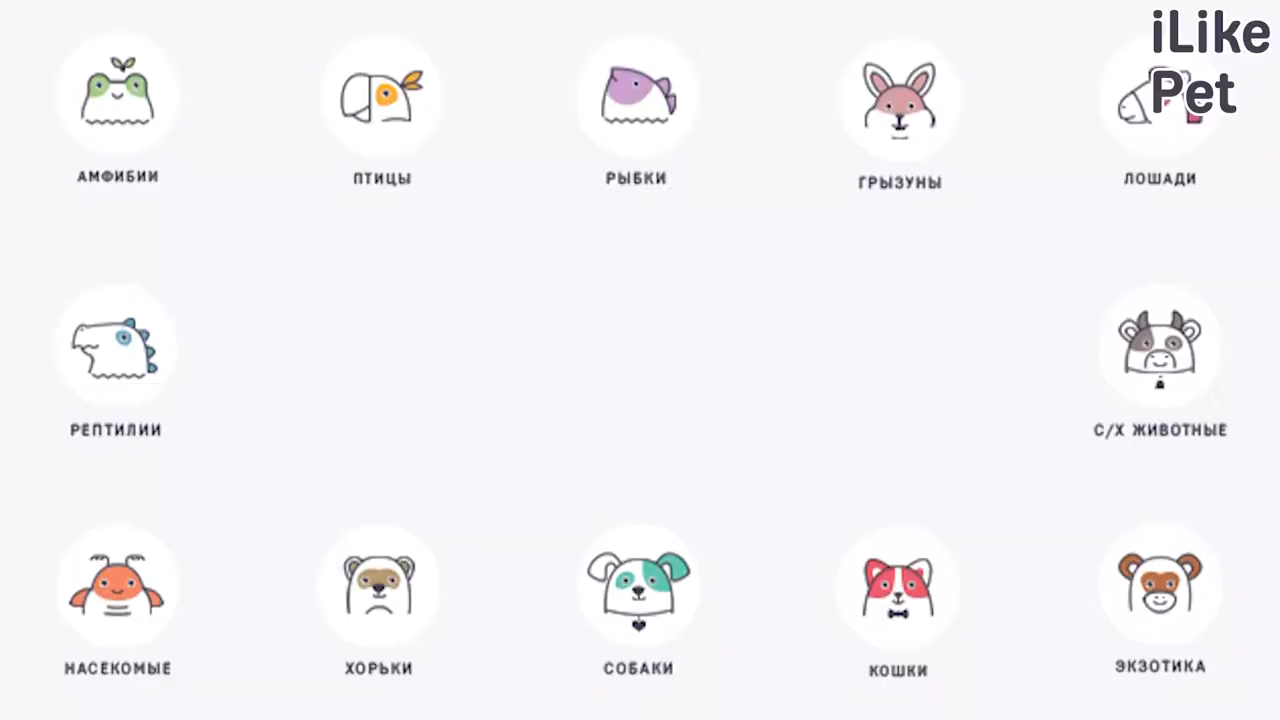 iLike
Pet
АМФИБИИ
ПТИЦЫ
РЫБКИ
ГРЫЗУНЫ
ЛОШАДИ
РЕПТИЛИИ
С/Х ЖИВОТНЫЕ
НАСЕКОМЫЕ
ХОРЬКИ
СОБАКИ
КОШКИ
ЭКЗОТИКА